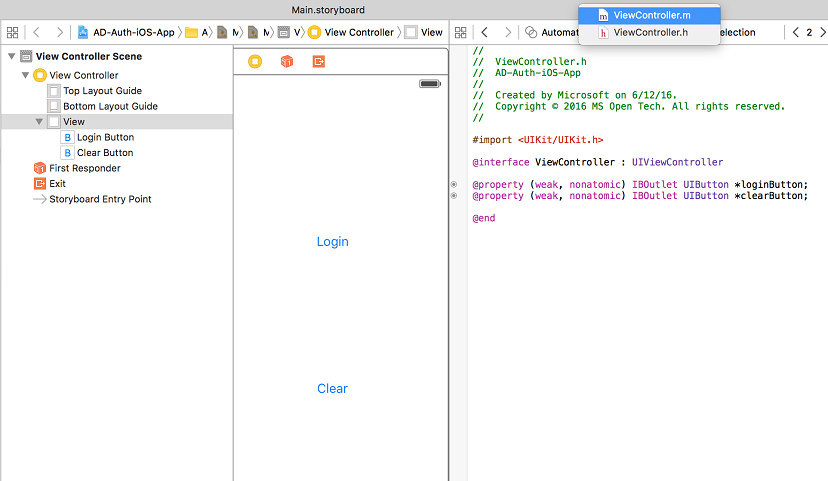 Main.storyboard
ViewController.m
ViewController.h
AD-Auth-iOS-App
A
M
M
V
View Controller
View
Automat
election
2
View Controller Scene
View Controller
Top Layout Guide
Bottom Layout Guide
View
B Login Button
B Clear Button
First Responder
Exit
Storyboard Entry Point
Login
Clear
//
// ViewController.h
// AD-Auth-iOS-App
//
// Created by Microsoft on 6/12/16.
// Copyright © 2016 MS Open Tech. All rights reserved.
//
#import <UIKit/UIKit.h>
@interface ViewController : UIViewController
@property (weak, nonatomic) IBOutlet UIButton *loginButton;
@property (weak, nonatomic) IBOutlet UIButton *clearButton;
@end